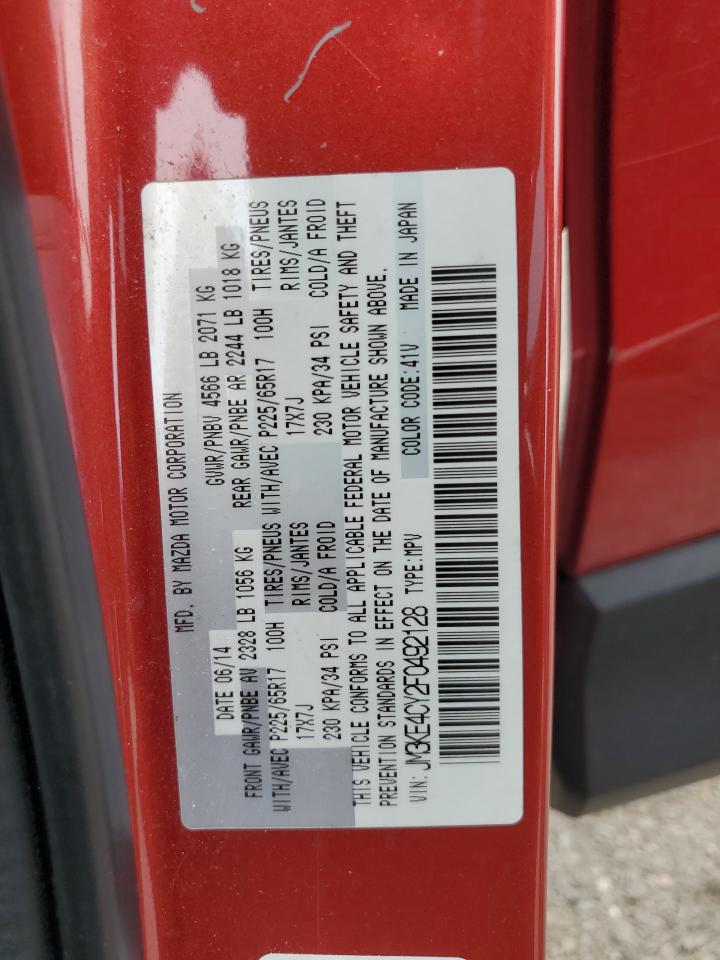 MFD. BY MAZDA MOTOR CORPORATION
DATE 06/14 GVWR/PNBV 4566 LB 2071 KG
FRONT GAWR/PNBE AV 2328 LB 1056 KG REAR GAWR/PNBE AR 2244 LB 1018 KG
WITH/AVEC P225/65R17 100H TIRES/PNEUS WITH/AVEC P225/65R17 100H TIRES/PNEUS
17X7J RIMS/JANTES 17X7J RIMS/JANTES
230 KPA/34 PSI COLD/A FROID 230 KPA/34 PSI COLD/A FROID
THIS VEHICLE CONFORMS TO ALL APPLICABLE FEDERAL MOTOR VEHICLE SAFETY AND THEFT
PREVENTION STANDARDS IN EFFECT ON THE DATE OF MANUFACTURE SHOWN ABOVE.
VIN: JM3KE4CY2F0492128 TYPE:MPV COLOR CODE:41V MADE IN JAPAN